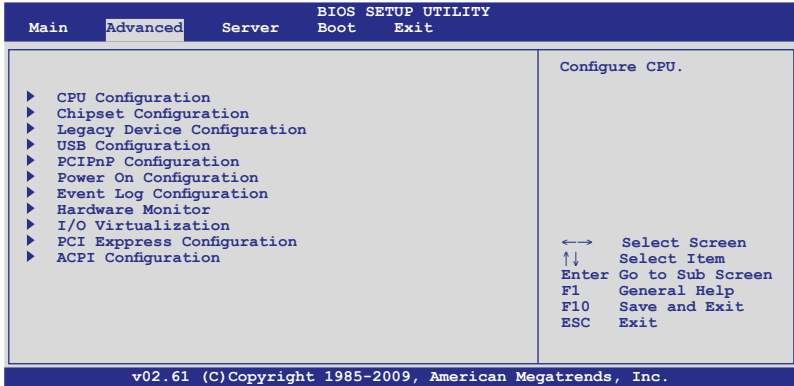 BIOS SETUP UTILITY
Main Advanced Server Boot Exit
CPU Configuration
Chipset Configuration
Legacy Device Configuration
USB Configuration
PCIPnP Configuration
Power On Configuration
Event Log Configuration
Hardware Monitor
I/O Virtualization
PCI Exppress Configuration
ACPI Configuration
Configure CPU.
←→ Select Screen
↑↓ Select Item
Enter Go to Sub Screen
F1 General Help
F10 Save and Exit
ESC Exit
v02.61 (C)Copyright 1985-2009, American Megatrends, Inc.